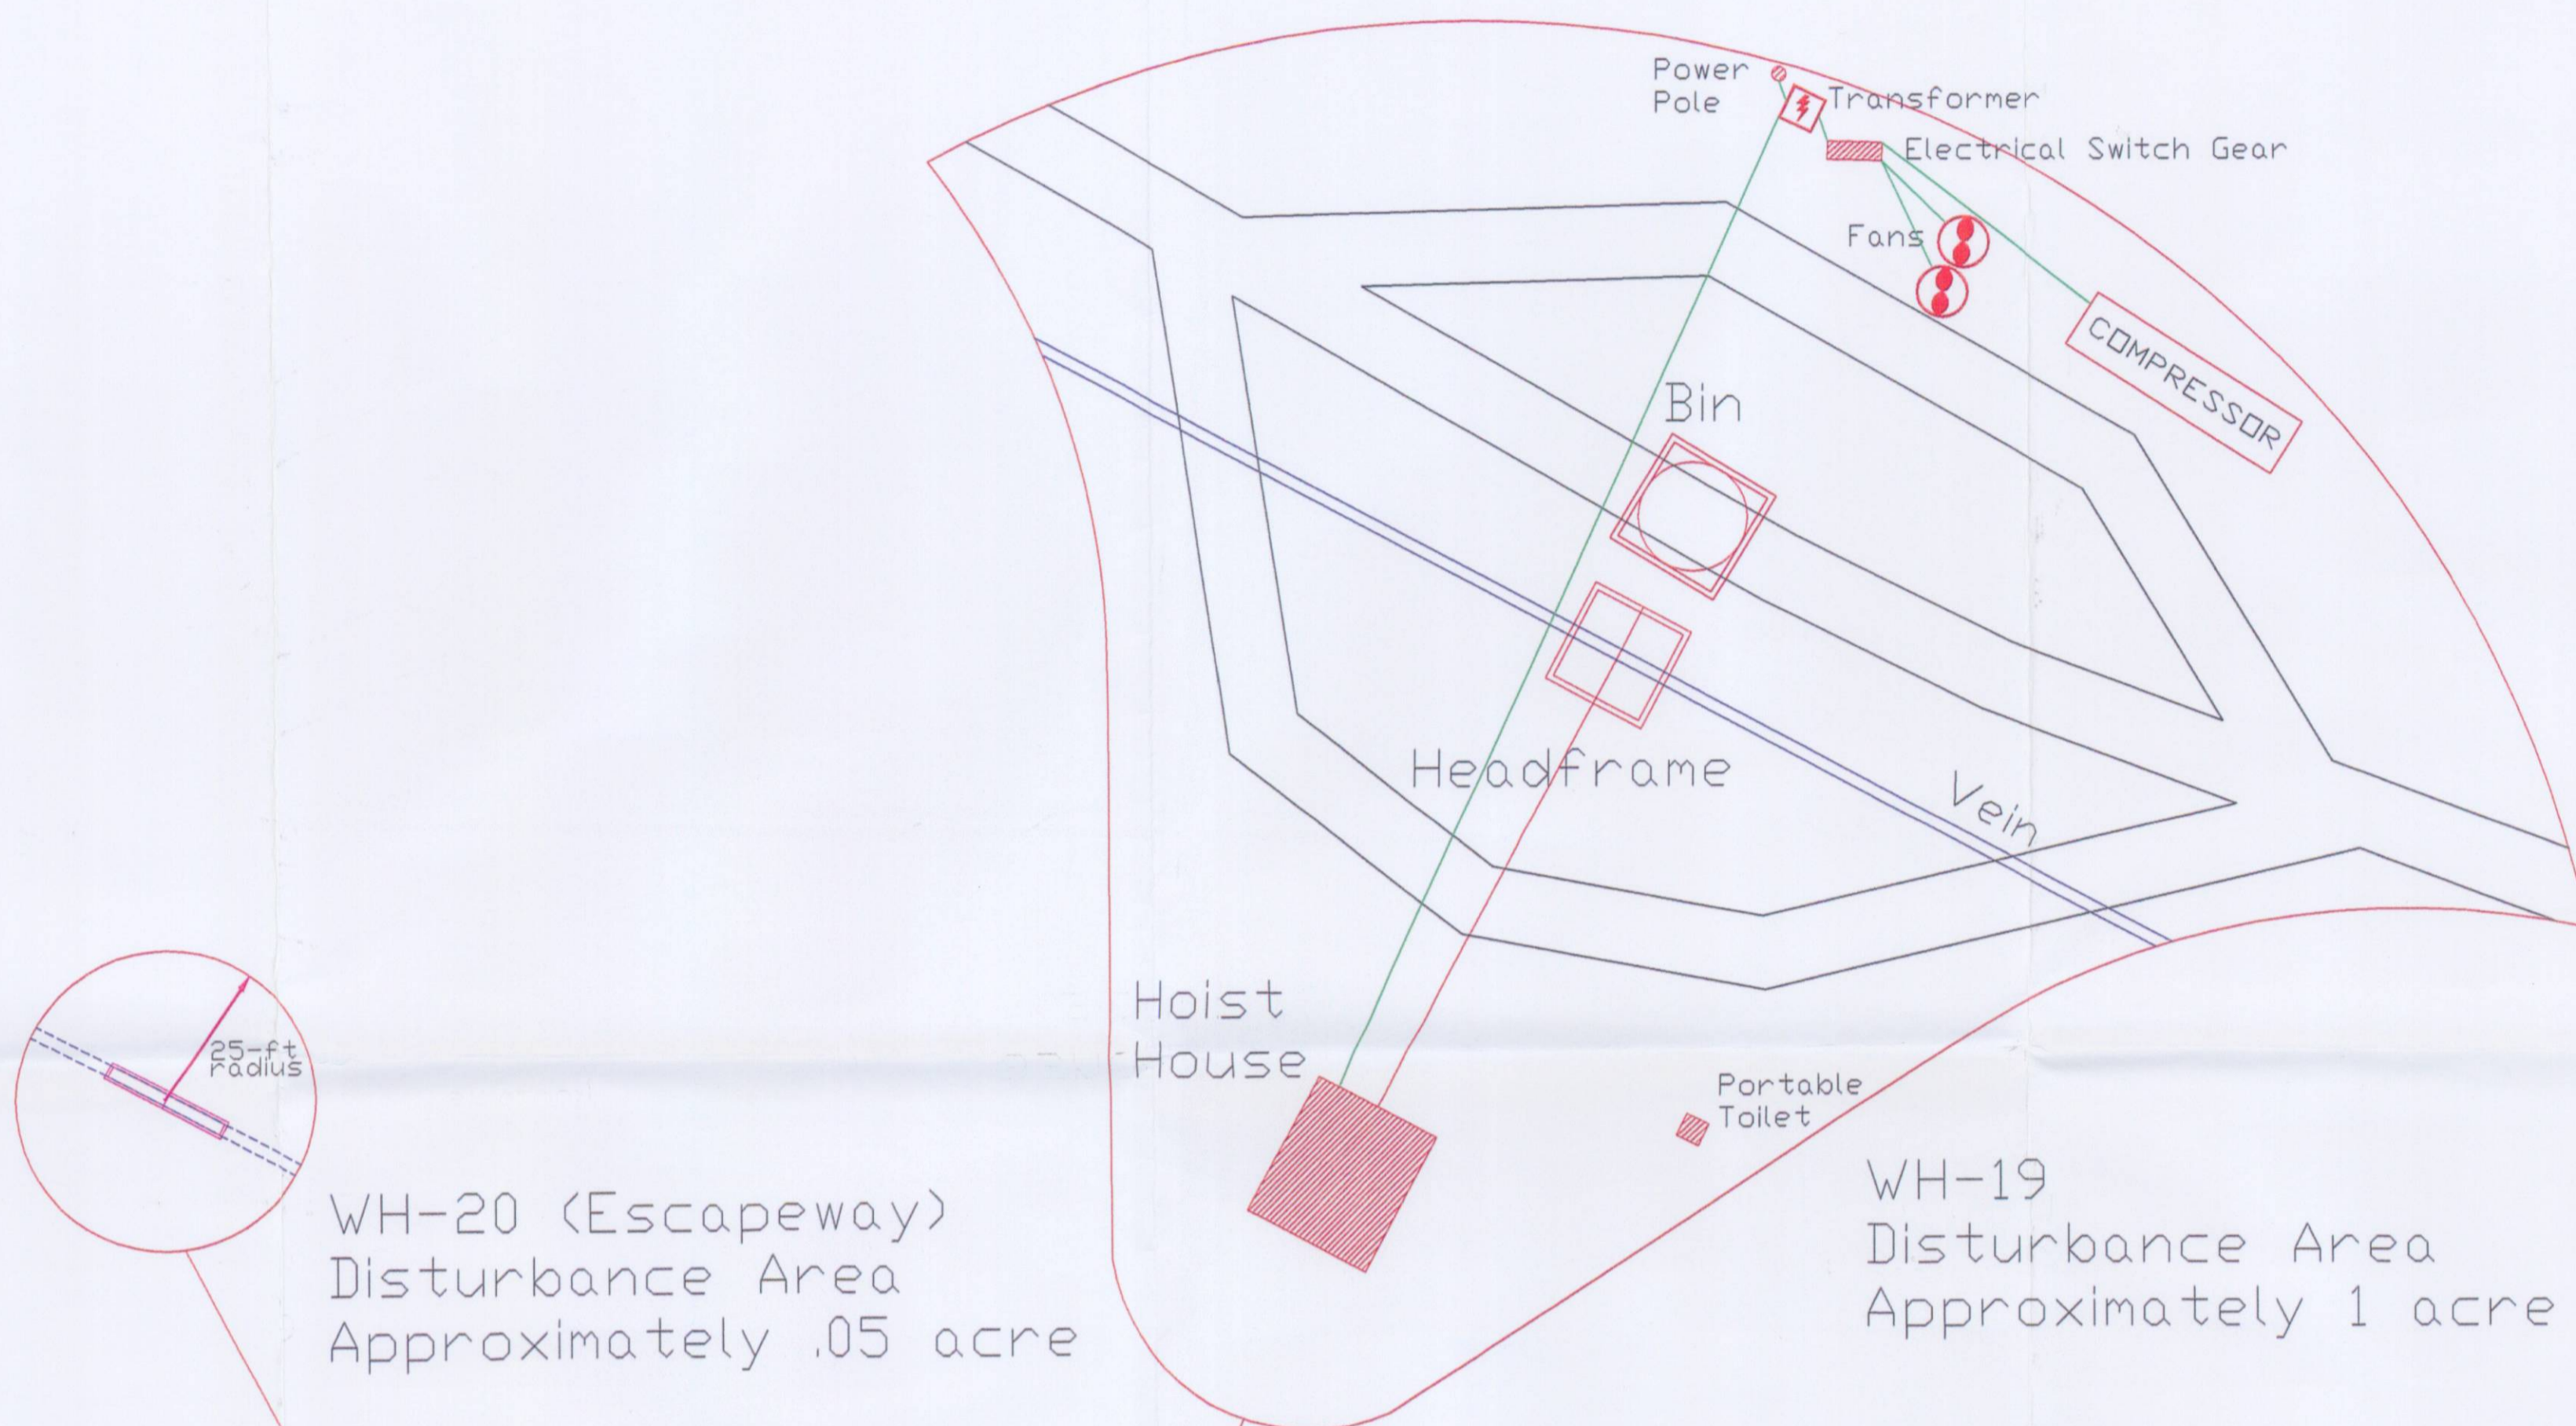 Power
Pole
Transformer
Electrical Switch Gear
Fans
COMPRESSOR
Bin
Headframe
Vein
Hoist
House
25-ft
radius
Portable
Toilet
WH-20 (Escapeway)
Disturbance Area
Approximately .05 acre
WH-19
Disturbance Area
Approximately 1 acre